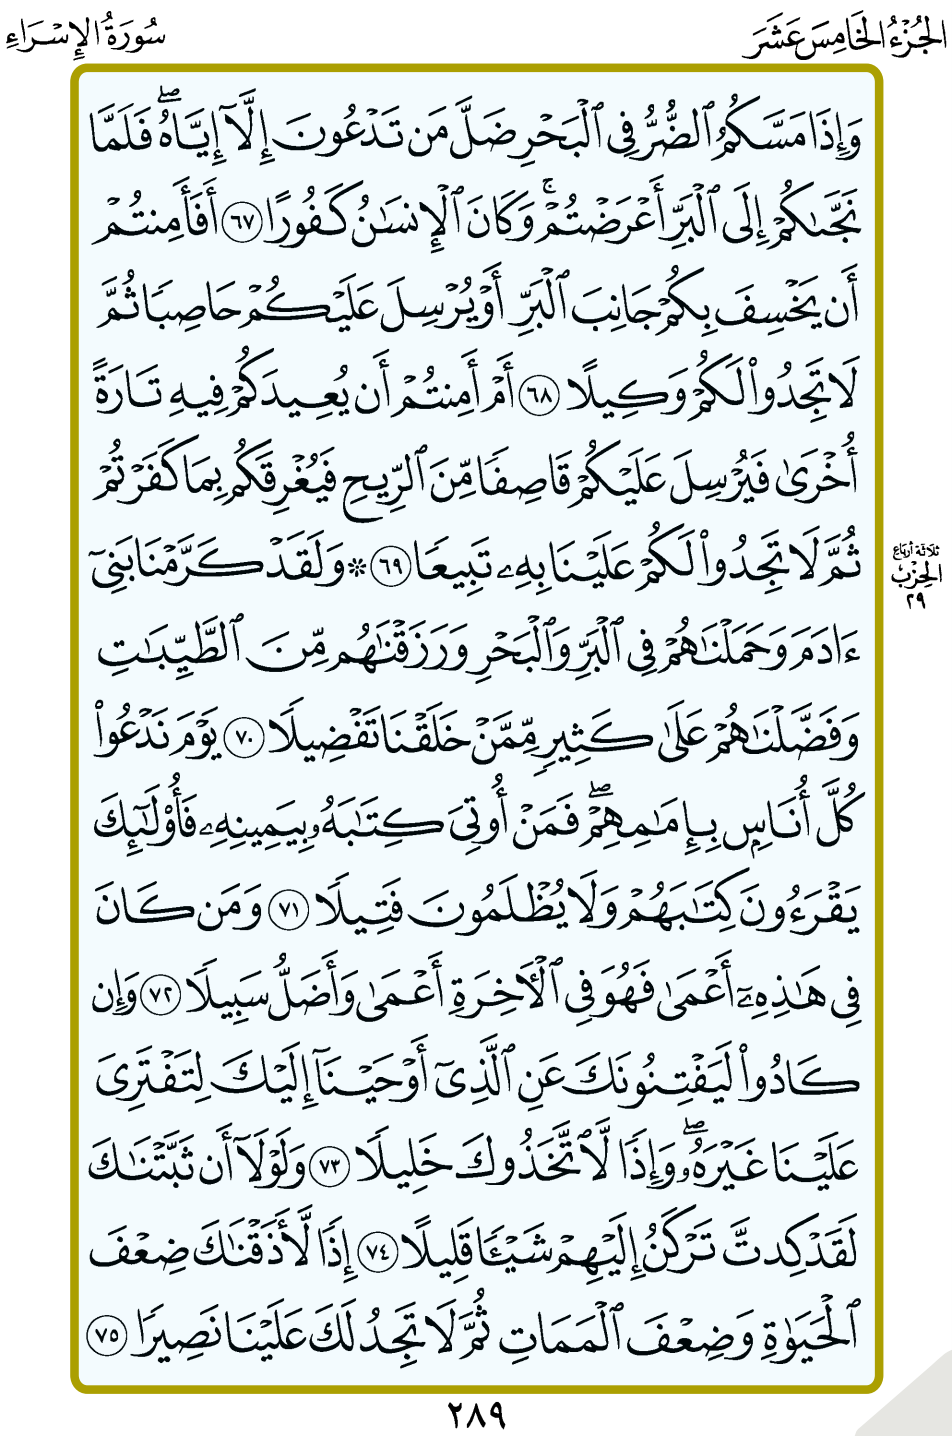 الجُزْءُ الخَامِسَ عَشَرَ
سُورَةُ الإِسْرَاءِ
وَإِذَا مَسَّكُمُ ٱلضُّرُّ فِى ٱلْبَحْرِ ضَلَّ مَن تَدْعُونَ إِلَّآ إِيَّاهُ ۖ فَلَمَّا
نَجَّىٰكُمْ إِلَى ٱلْبَرِّ أَعْرَضْتُمْ ۚ وَكَانَ ٱلْإِنسَٰنُ كَفُورًا ٦٧ أَفَأَمِنتُمْ
أَن يَخْسِفَ بِكُمْ جَانِبَ ٱلْبَرِّ أَوْ يُرْسِلَ عَلَيْكُمْ حَاصِبًا ثُمَّ
لَا تَجِدُوا۟ لَكُمْ وَكِيلًا ٦٨ أَمْ أَمِنتُمْ أَن يُعِيدَكُمْ فِيهِ تَارَةً
أُخْرَىٰ فَيُرْسِلَ عَلَيْكُمْ قَاصِفًا مِّنَ ٱلرِّيحِ فَيُغْرِقَكُم بِمَا كَفَرْتُمْ
ثُمَّ لَا تَجِدُوا۟ لَكُمْ عَلَيْنَا بِهِۦ تَبِيعًا ٦٩ * وَلَقَدْ كَرَّمْنَا بَنِىٓ
ثلاثة أرباع
الحِزْب
٢٩
ءَادَمَ وَحَمَلْنَٰهُمْ فِى ٱلْبَرِّ وَٱلْبَحْرِ وَرَزَقْنَٰهُم مِّنَ ٱلطَّيِّبَٰتِ
وَفَضَّلْنَٰهُمْ عَلَىٰ كَثِيرٍ مِّمَّنْ خَلَقْنَا تَفْضِيلًا ٧٠ يَوْمَ نَدْعُوا۟
كُلَّ أُنَاسٍۭ بِإِمَٰمِهِمْ ۖ فَمَنْ أُوتِىَ كِتَٰبَهُۥ بِيَمِينِهِۦ فَأُو۟لَٰٓئِكَ
يَقْرَءُونَ كِتَٰبَهُمْ وَلَا يُظْلَمُونَ فَتِيلًا ٧١ وَمَن كَانَ
فِى هَٰذِهِۦٓ أَعْمَىٰ فَهُوَ فِى ٱلْءَاخِرَةِ أَعْمَىٰ وَأَضَلُّ سَبِيلًا ٧٢ وَإِن
كَادُوا۟ لَيَفْتِنُونَكَ عَنِ ٱلَّذِىٓ أَوْحَيْنَآ إِلَيْكَ لِتَفْتَرِىَ
عَلَيْنَا غَيْرَهُۥ ۖ وَإِذًا لَّٱتَّخَذُوكَ خَلِيلًا ٧٣ وَلَوْلَآ أَن ثَبَّتْنَٰكَ
لَقَدْ كِدتَّ تَرْكَنُ إِلَيْهِمْ شَيْـًٔا قَلِيلًا ٧٤ إِذًا لَّأَذَقْنَٰكَ ضِعْفَ
ٱلْحَيَوٰةِ وَضِعْفَ ٱلْمَمَاتِ ثُمَّ لَا تَجِدُ لَكَ عَلَيْنَا نَصِيرًا ٧٥
٢٨٩